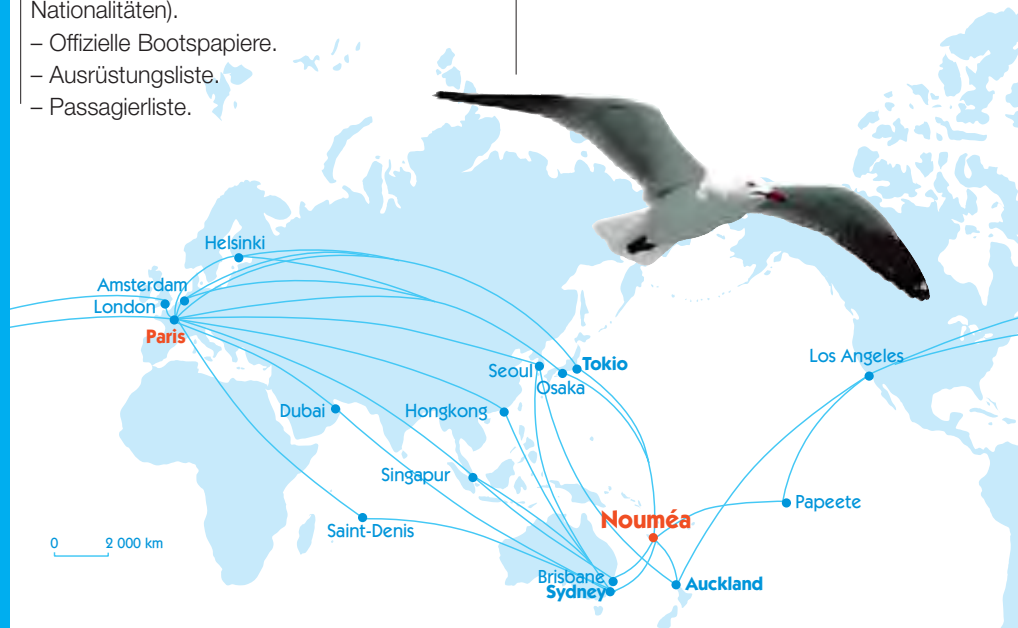 Nationalitäten).
– Offizielle Bootspapiere.
– Ausrüstungsliste.
– Passagierliste.
Helsinki
Amsterdam
London
Paris
Los Angeles
Seoul
Tokio
Osaka
Dubai
Hongkong
Singapur
Papeete
Nouméa
Saint-Denis
0 2 000 km
Brisbane
Sydney
Auckland